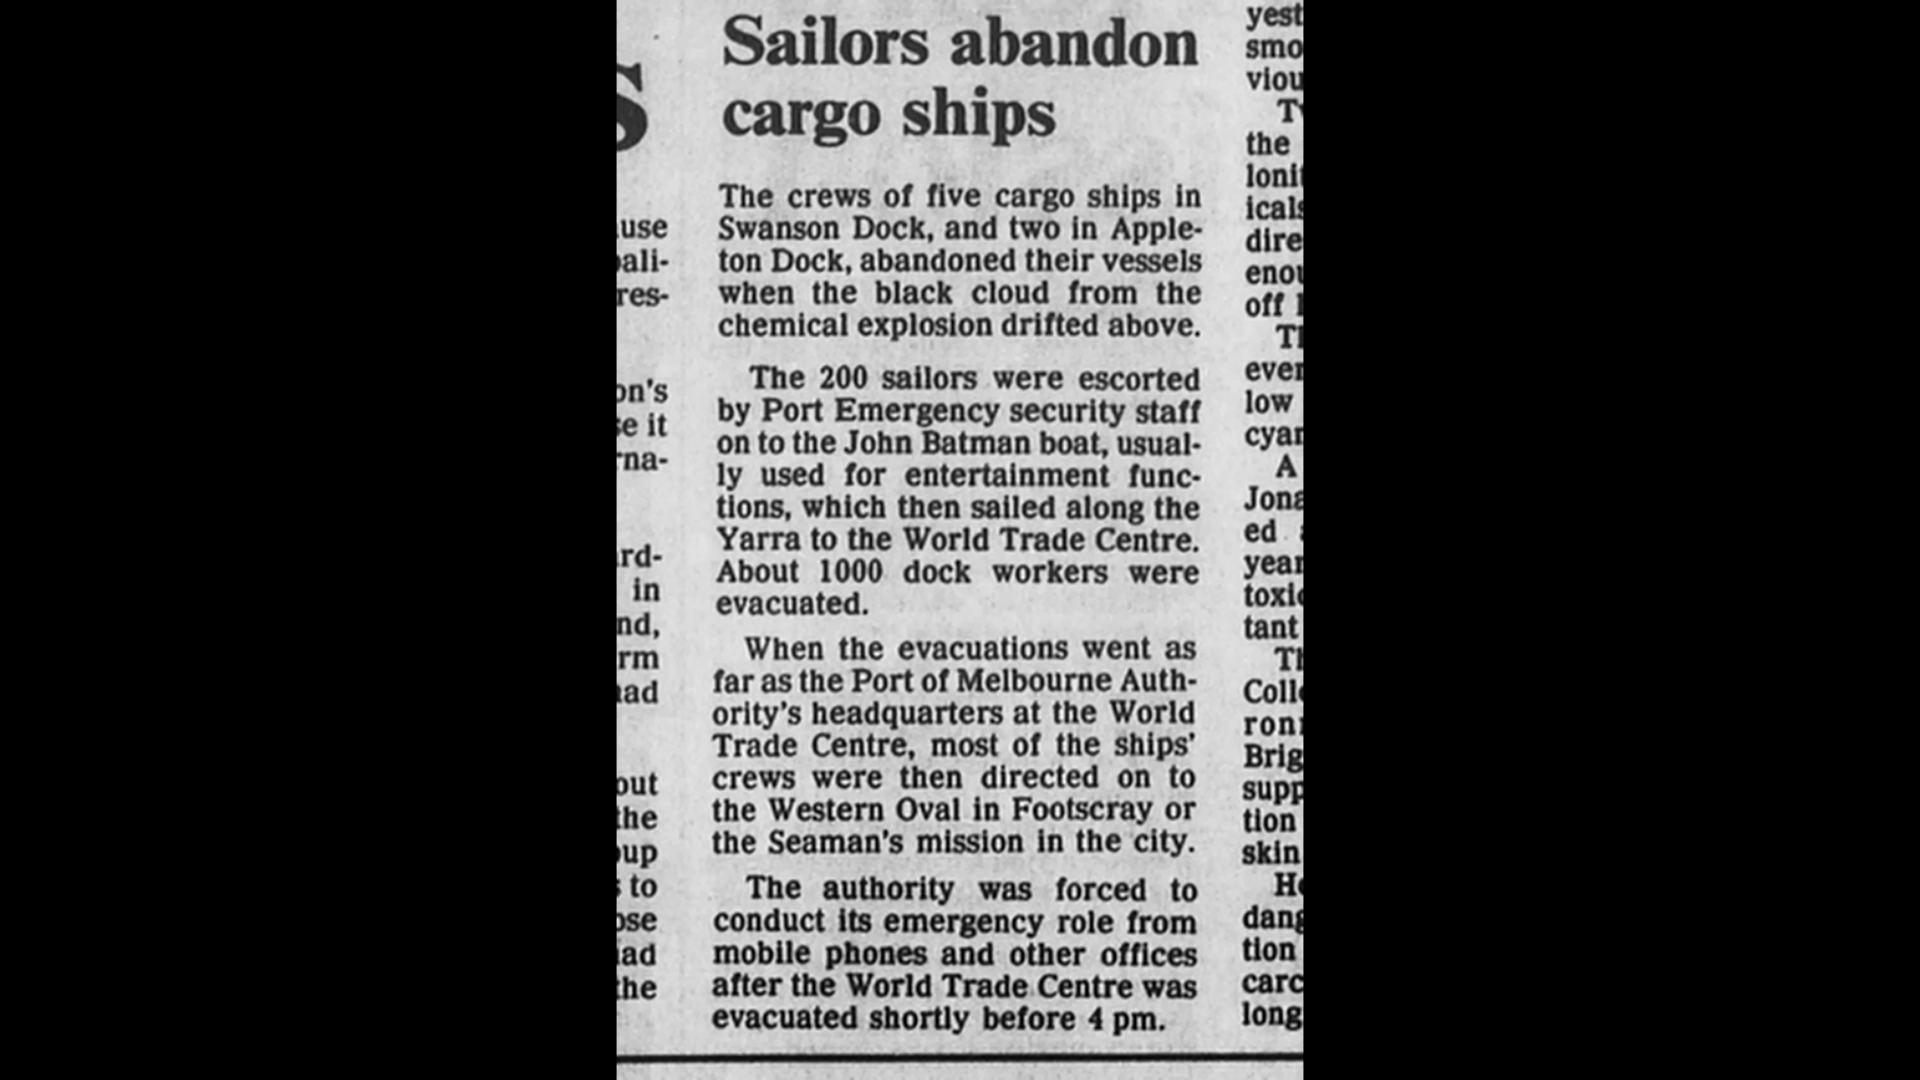 Sailors abandon
cargo ships
The crews of five cargo ships in
Swanson Dock, and two in Apple-
ton Dock, abandoned their vessels
when the black cloud from the
chemical explosion drifted above.
The 200 sailors were escorted
by Port Emergency security staff
on to the John Batman boat, usual-
ly used for entertainment func-
tions, which then sailed along the
Yarra to the World Trade Centre.
About 1000 dock workers were
evacuated.
When the evacuations went as
far as the Port of Melbourne Auth-
ority's headquarters at the World
Trade Centre, most of the ships'
crews were then directed on to
the Western Oval in Footscray or
the Seaman's mission in the city.
The authority was forced to
conduct its emergency role from
mobile phones and other offices
after the World Trade Centre was
evacuated shortly before 4 pm.